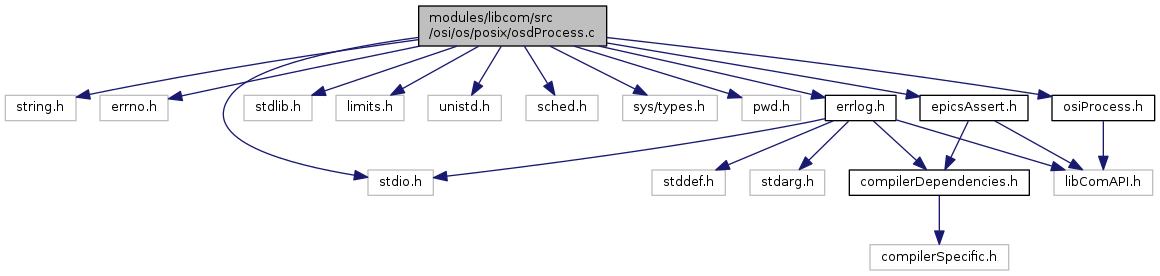 modules/libcom/src
/osi/os/posix/osdProcess.c
string.h
errno.h
stdlib.h
limits.h
unistd.h
sched.h
sys/types.h
pwd.h
errlog.h
epicsAssert.h
osiProcess.h
stdio.h
stddef.h
stdarg.h
compilerDependencies.h
libComAPI.h
compilerSpecific.h